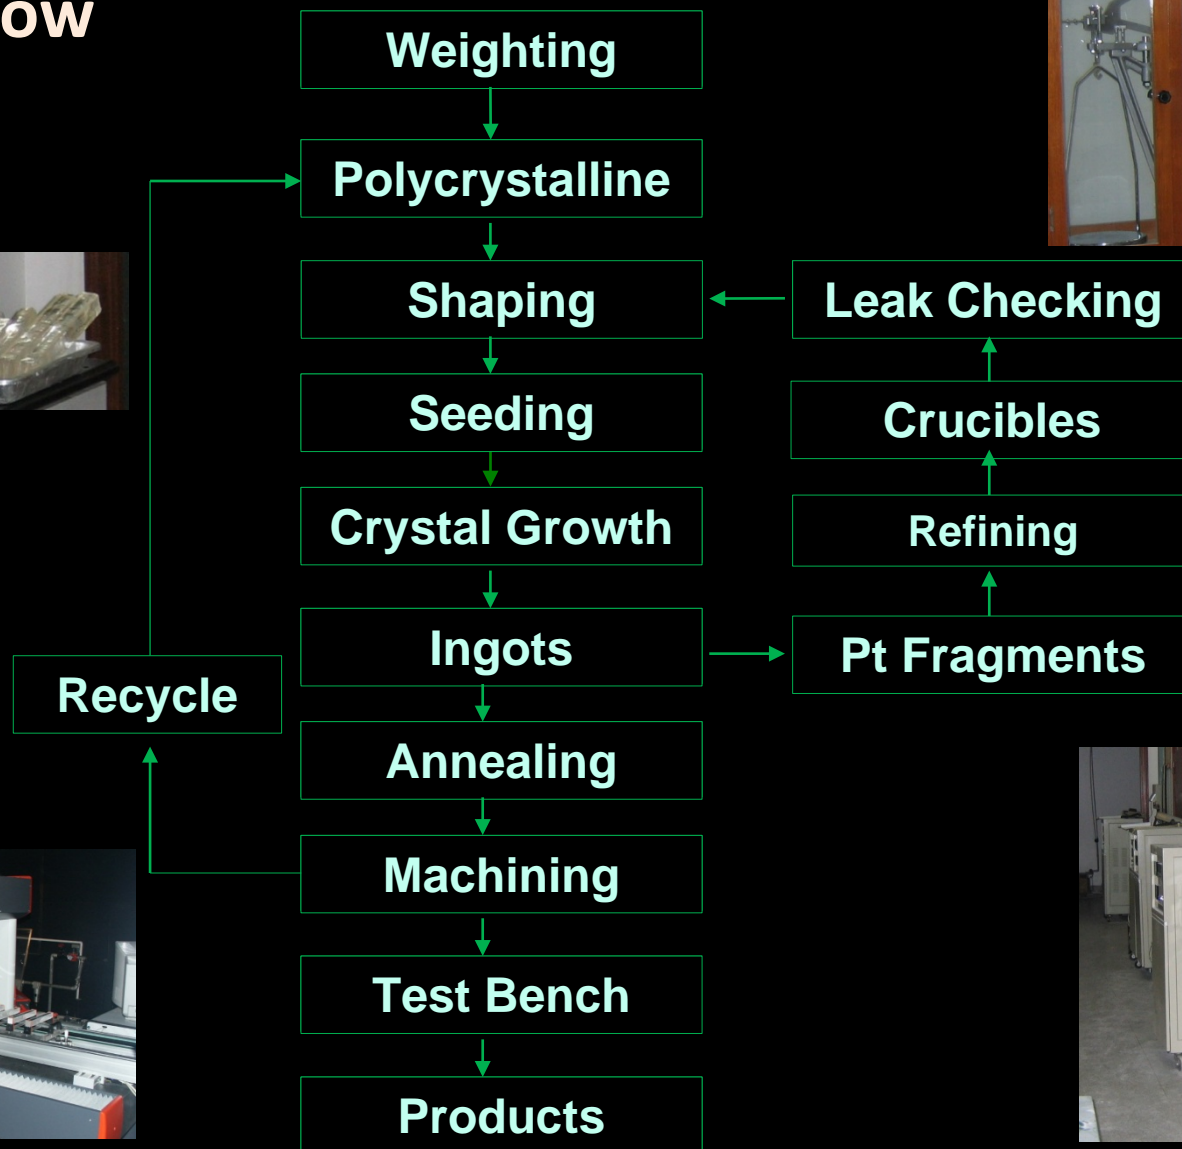 ow
Weighting
Polycrystalline
Shaping
Leak Checking
Seeding
Crucibles
Crystal Growth
Refining
Ingots
Pt Fragments
Recycle
Annealing
Machining
Test Bench
Products